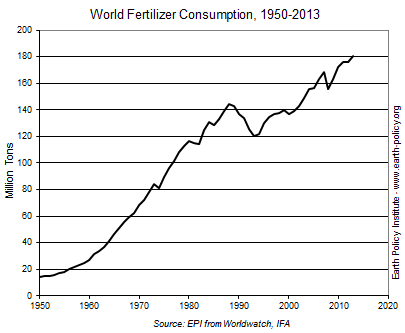 World Fertilizer Consumption, 1950-2013
200
180
160
140
120
100
80
60
40
20
0
Million Tons
1950 1960 1970 1980 1990 2000 2010 2020
Earth Policy Institute - www.earth-policy.org
Source: EPI from Worldwatch, IFA